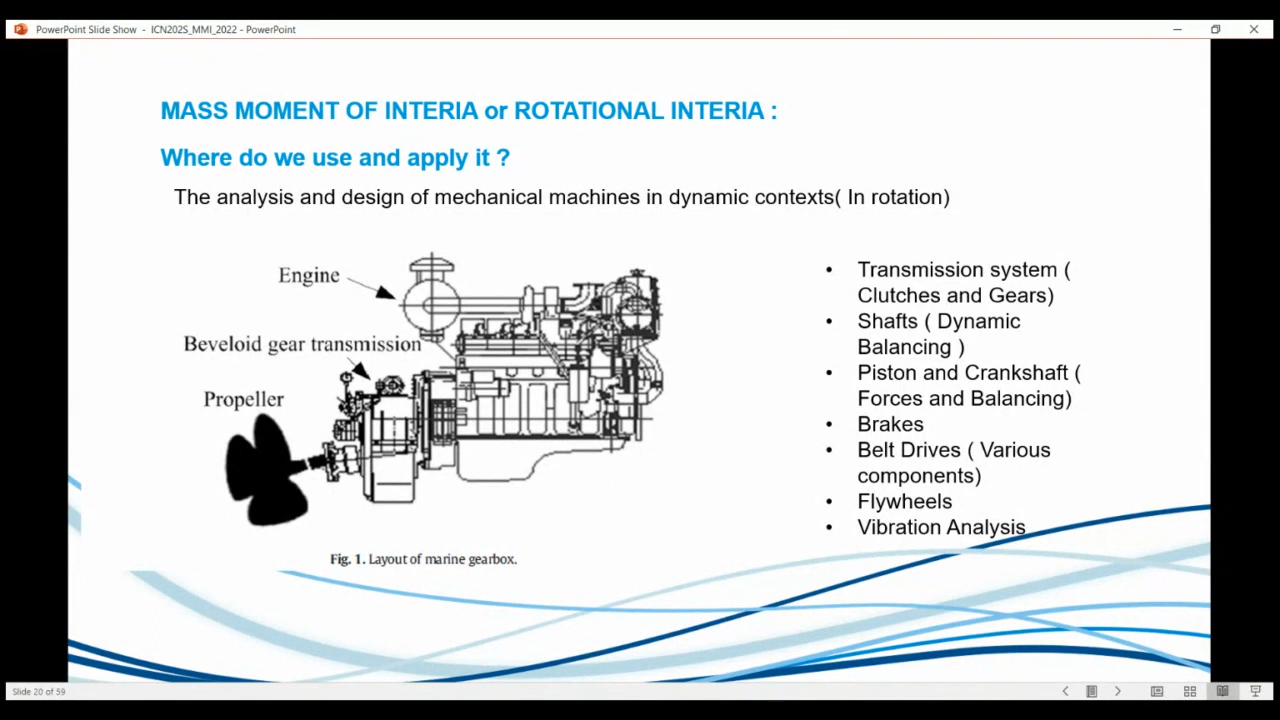 PowerPoint Slide Show - ICN202S_MMI_2022 - PowerPoint
MASS MOMENT OF INTERIA or ROTATIONAL INTERIA :
Where do we use and apply it ?
The analysis and design of mechanical machines in dynamic contexts( In rotation)
Engine
Beveloid gear transmission
Propeller
Fig. 1. Layout of marine gearbox.
• Transmission system (
Clutches and Gears)
• Shafts ( Dynamic
Balancing )
• Piston and Crankshaft (
Forces and Balancing)
• Brakes
• Belt Drives ( Various
components)
• Flywheels
• Vibration Analysis
Slide 20 of 59